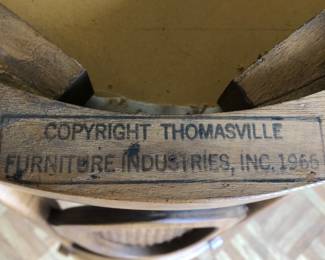 COPYRIGHT THOMASVILLE
FURNITURE INDUSTRIES, INC. 1966